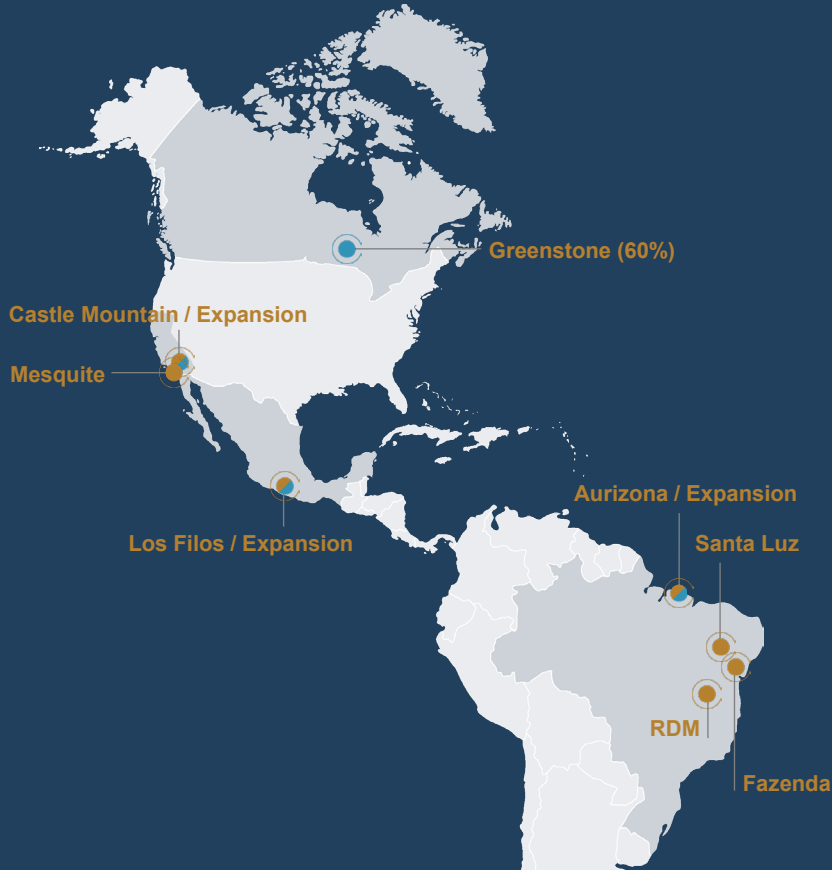 Greenstone (60%)
Castle Mountain / Expansion
Mesquite
Aurizona / Expansion
Los Filos / Expansion
Santa Luz
RDM
Fazenda